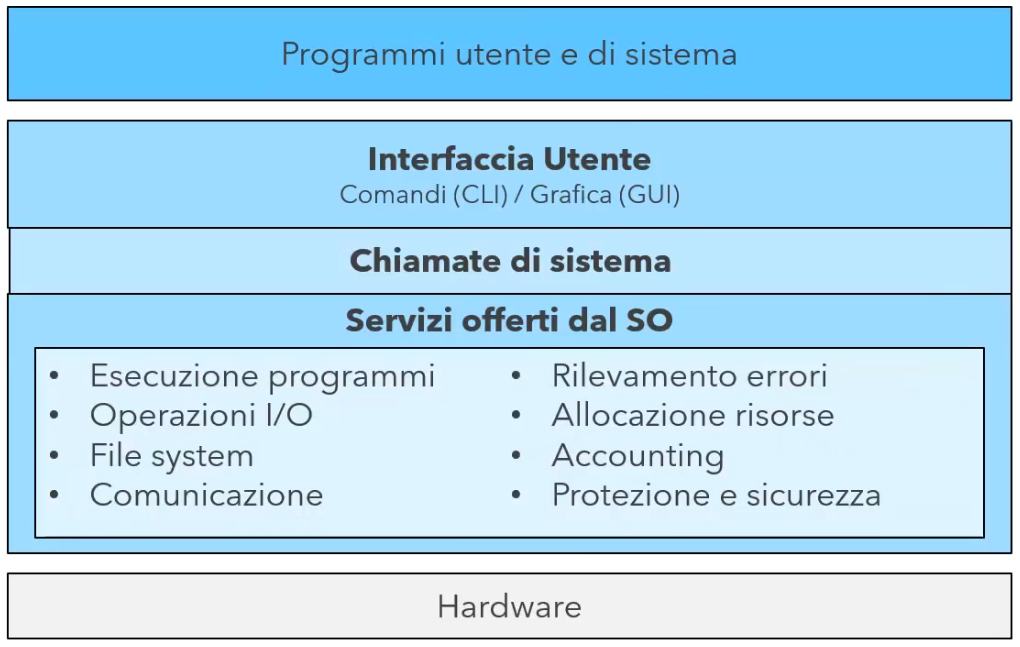 Programmi utente e di sistema
Interfaccia Utente
Comandi (CLI) / Grafica (GUI)
Chiamate di sistema
Servizi offerti dal SO
• Esecuzione programmi
• Operazioni I/O
• File system
• Comunicazione
• Rilevamento errori
• Allocazione risorse
• Accounting
• Protezione e sicurezza
Hardware